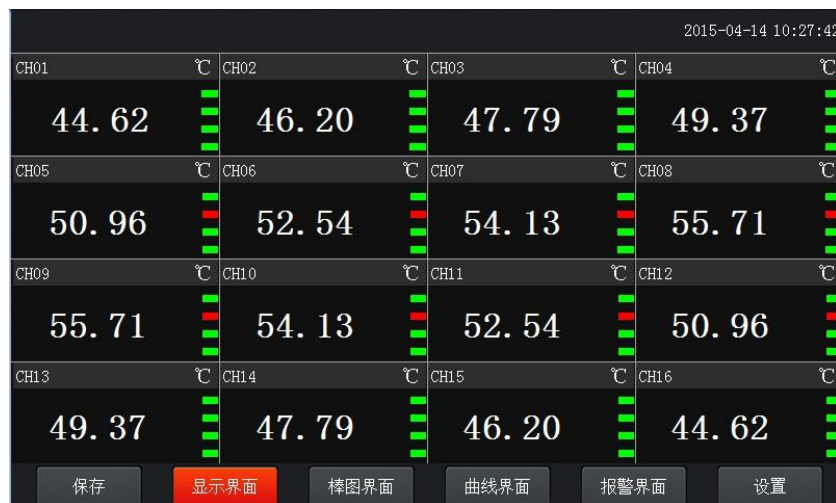 2015-04-14 10:27:42
CH01 ℃ CH02 ℃ CH03 ℃ CH04 ℃
44.62 46.20 47.79 49.37
CH05 ℃ CH06 ℃ CH07 ℃ CH08 ℃
50.96 52.54 54.13 55.71
CH09 ℃ CH10 ℃ CH11 ℃ CH12 ℃
55.71 54.13 52.54 50.96
CH13 ℃ CH14 ℃ CH15 ℃ CH16 ℃
49.37 47.79 46.20 44.62
保存 显示界面 棒图界面 曲线界面 报警界面 设置